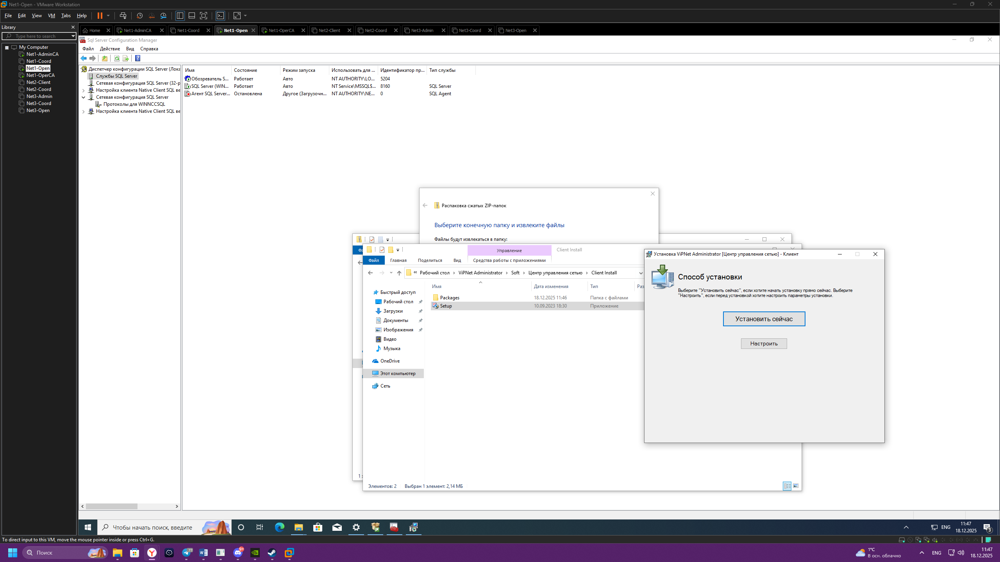 Net1-Open - VMware Workstation
File Edit View VM Tabs Help
Library
Type here to search
My Computer
Net1-AdminCA
Net1-Coord
Net1-Open
Net1-OperCA
Net2-Client
Net2-Coord
Net3-Admin
Net3-Coord
Net3-Open
Home Net1-AdminCA Net1-Coord Net1-Open Net1-OperCA Net2-Client Net2-Coord Net3-Admin Net3-Coord Net3-Open
Sql Server Configuration Manager
Файл Действие Вид Справка
Диспетчер конфигурации SQL Server (Лока
Службы SQL Server
Сетевая конфигурация SQL Server (32-р
Настройка клиента Native Client SQL ве
Сетевая конфигурация SQL Server
Протоколы для WINNCCSQL
Настройка клиента Native Client SQL ве
Имя Состояние Режим запуска Использовать для ... Идентификатор пр... Тип службы
Обозреватель S... Работает Авто NT AUTHORITY\LO... 5204
SQL Server (WIN... Работает Авто NT Service\MSSQL$... 8160 SQL Server
Агент SQL Server... Остановлена Другое (Загрузочн... NT AUTHORITY\NE... 0 SQL Agent
Распаковка сжатых ZIP-папок
Выберите конечную папку и извлеките файлы
Файлы будут извлекаться в папку:
Управление Client Install
Файл Главная Поделиться Вид Средства работы с приложениями
« Рабочий стол › ViPNet Administrator › Soft › Центр управления сетью › Client Install
Быстрый доступ
Рабочий стол
Загрузки
Документы
Изображения
Видео
Музыка
OneDrive
Этот компьютер
Сеть
Имя Дата изменения Тип Раз
Packages 18.12.2025 11:46 Папка с файлами
Setup 10.09.2023 18:30 Приложение
Элементов: 2 Выбран 1 элемент: 2,14 МБ
Установка ViPNet Administrator [Центр управления сетью] - Клиент
Способ установки
Выберите "Установить сейчас", если хотите начать установку прямо сейчас. Выберите
"Настроить", если перед установкой хотите настроить параметры установки.
Установить сейчас
Настроить
Чтобы начать поиск, введите
ENG
11:47
18.12.2025
3
To direct input to this VM, move the mouse pointer inside or press Ctrl+G.
Поиск
77
9+
1°C
В осн. облачно
ENG
11:47
18.12.2025